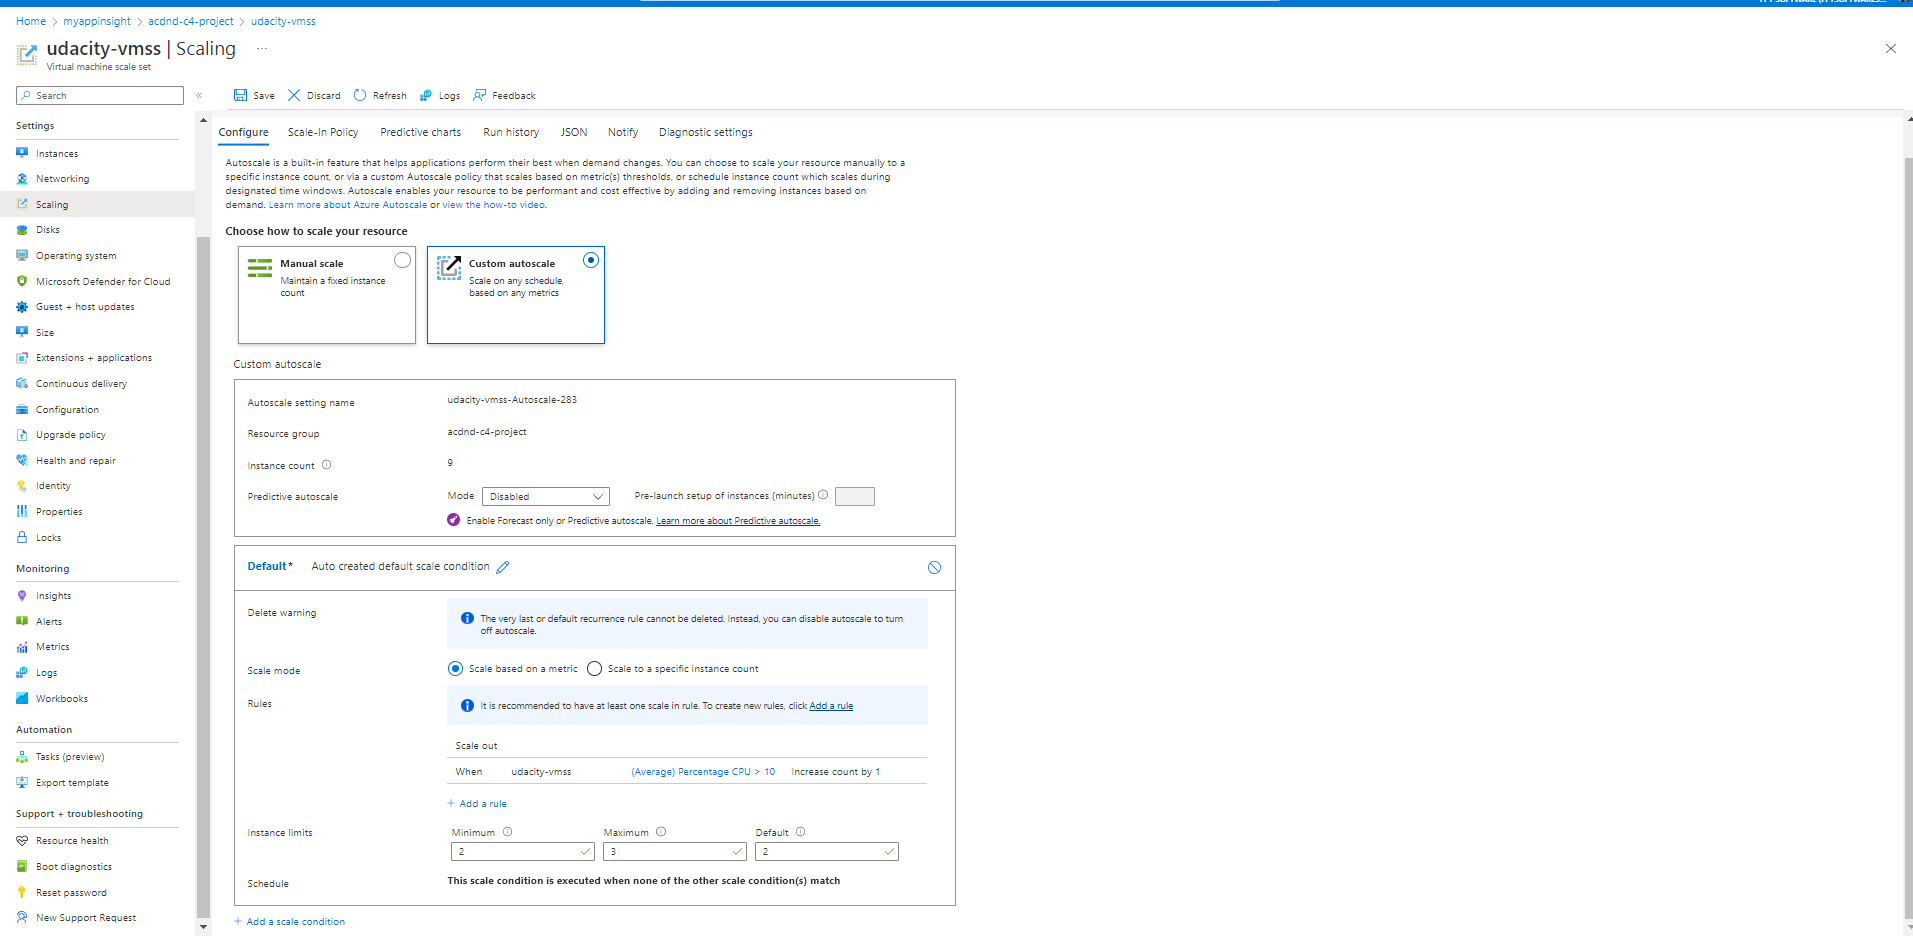 Home > myappinsight > acdnd-c4-project > udacity-vmss
udacity-vmss | Scaling ...
Virtual machine scale set
Search
«
Save Discard Refresh Logs Feedback
Settings
Instances
Networking
Scaling
Disks
Operating system
Microsoft Defender for Cloud
Guest + host updates
Size
Extensions + applications
Continuous delivery
Configuration
Upgrade policy
Health and repair
Identity
Properties
Locks
Monitoring
Insights
Alerts
Metrics
Logs
Workbooks
Automation
Tasks (preview)
Export template
Support + troubleshooting
Resource health
Boot diagnostics
Reset password
New Support Request
Configure Scale-In Policy Predictive charts Run history JSON Notify Diagnostic settings
Autoscale is a built-in feature that helps applications perform their best when demand changes. You can choose to scale your resource manually to a
specific instance count, or via a custom Autoscale policy that scales based on metric(s) thresholds, or schedule instance count which scales during
designated time windows. Autoscale enables your resource to be performant and cost effective by adding and removing instances based on
demand. Learn more about Azure Autoscale or view the how-to video.
Choose how to scale your resource
Manual scale
Maintain a fixed instance
count
Custom autoscale
Scale on any schedule,
based on any metrics
Custom autoscale
Autoscale setting name udacity-vmss-Autoscale-283
Resource group acdnd-c4-project
Instance count 9
Predictive autoscale Mode Disabled Pre-launch setup of instances (minutes)
Enable Forecast only or Predictive autoscale. Learn more about Predictive autoscale.
Default* Auto created default scale condition
Delete warning
The very last or default recurrence rule cannot be deleted. Instead, you can disable autoscale to turn
off autoscale.
Scale mode Scale based on a metric Scale to a specific instance count
Rules It is recommended to have at least one scale in rule. To create new rules, click Add a rule
Scale out
When udacity-vmss (Average) Percentage CPU > 10 Increase count by 1
+ Add a rule
Instance limits Minimum Maximum Default
2 3 2
Schedule This scale condition is executed when none of the other scale condition(s) match
+ Add a scale condition